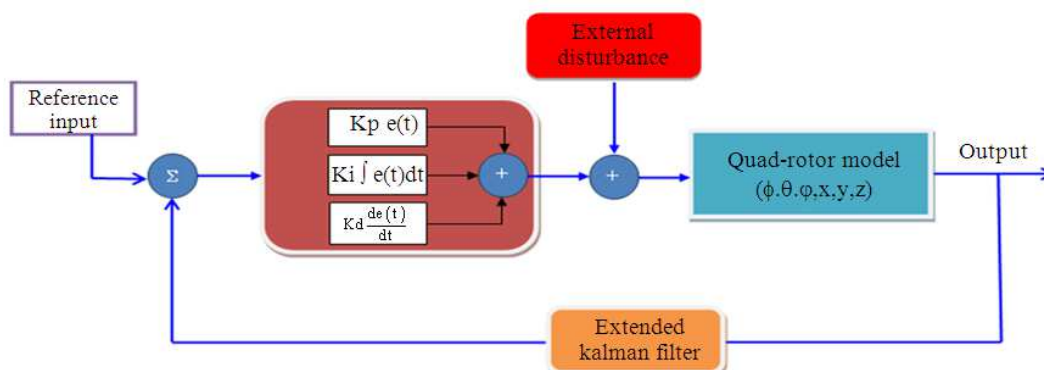 External
disturbance
Reference
input
Kp e(t)
Ki ∫ e(t)dt
Kd de(t)/dt
Σ
+
+
Quad-rotor model
(ϕ.θ.φ,x,y,z)
Output
Extended
kalman filter